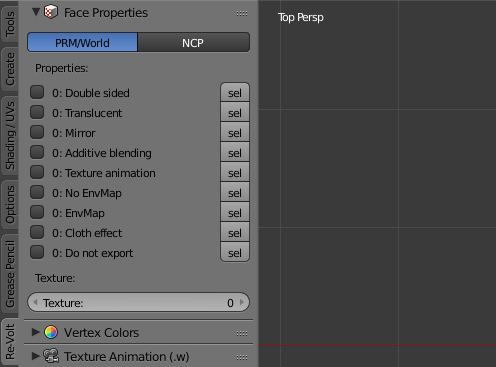 Face Properties
Top Persp
PRM/World NCP
Properties:
0: Double sided sel
0: Translucent sel
0: Mirror sel
0: Additive blending sel
0: Texture animation sel
0: No EnvMap sel
0: EnvMap sel
0: Cloth effect sel
0: Do not export sel
Texture:
Texture: 0
Vertex Colors
Texture Animation (.w)
Tools
Create
Shading / UVs
Options
Grease Pencil
Re-Volt